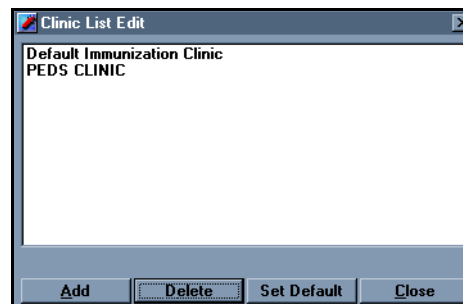 Clinic List Edit
Default Immunization Clinic
PEDS CLINIC
Add Delete Set Default Close